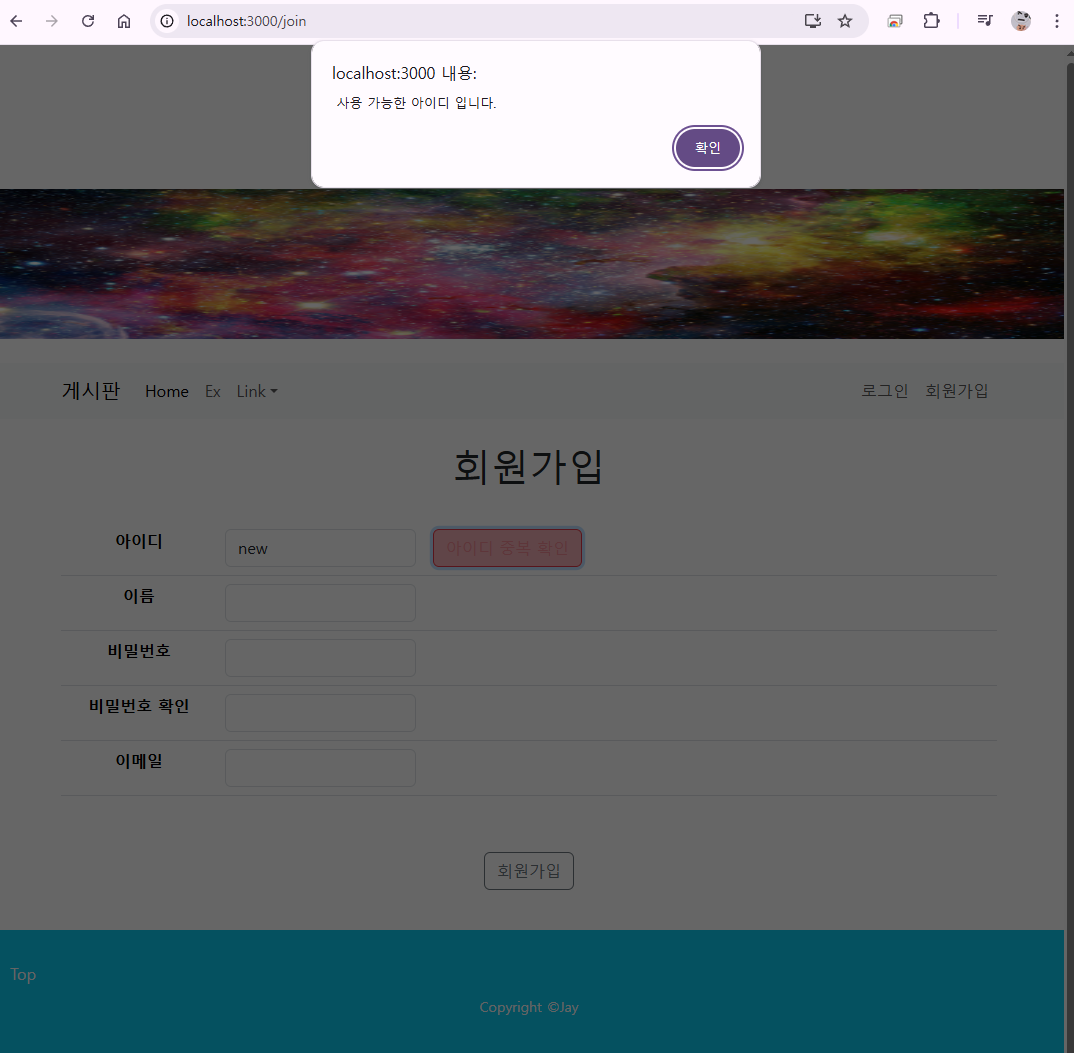 localhost:3000/join
localhost:3000 내용:
사용 가능한 아이디 입니다.
확인
게시판 Home Ex Link 로그인 회원가입
회원가입
아이디 new 아이디 중복 확인
이름
비밀번호
비밀번호 확인
이메일
회원가입
Top
Copyright ©Jay